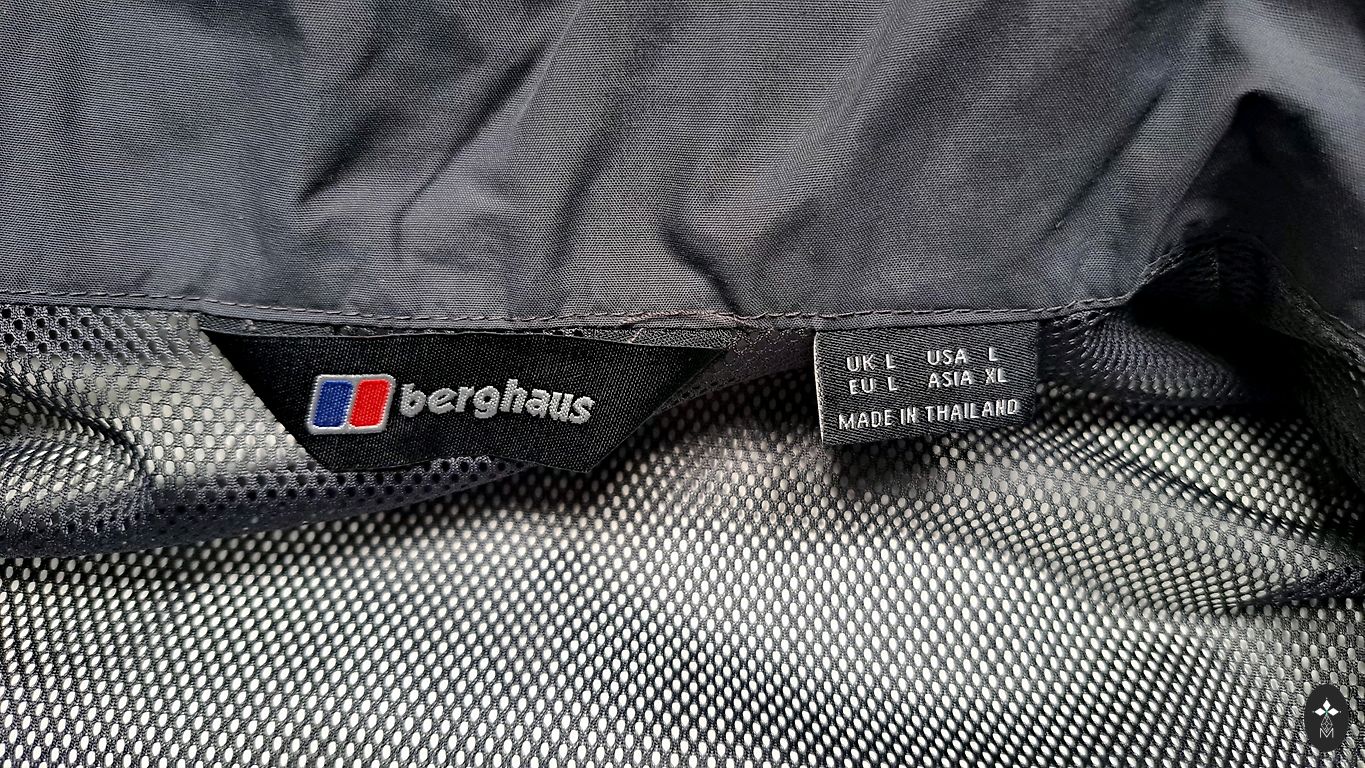 berghaus
UK L USA L
EU L ASIA XL
MADE IN THAILAND
M